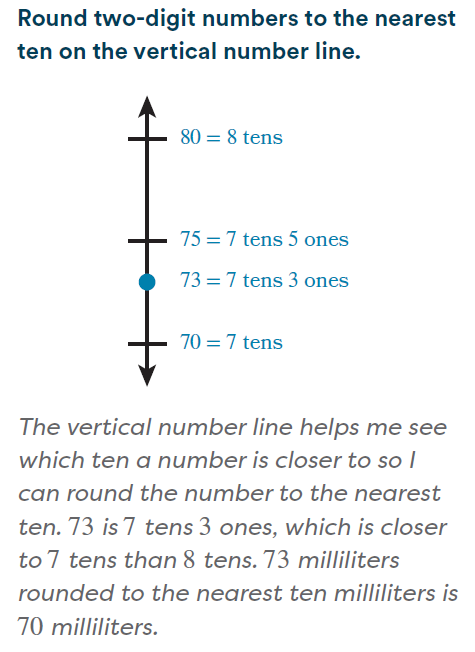 Round two-digit numbers to the nearest
ten on the vertical number line.
80 = 8 tens
75 = 7 tens 5 ones
73 = 7 tens 3 ones
70 = 7 tens
The vertical number line helps me see
which ten a number is closer to so I
can round the number to the nearest
ten. 73 is 7 tens 3 ones, which is closer
to 7 tens than 8 tens. 73 milliliters
rounded to the nearest ten milliliters is
70 milliliters.